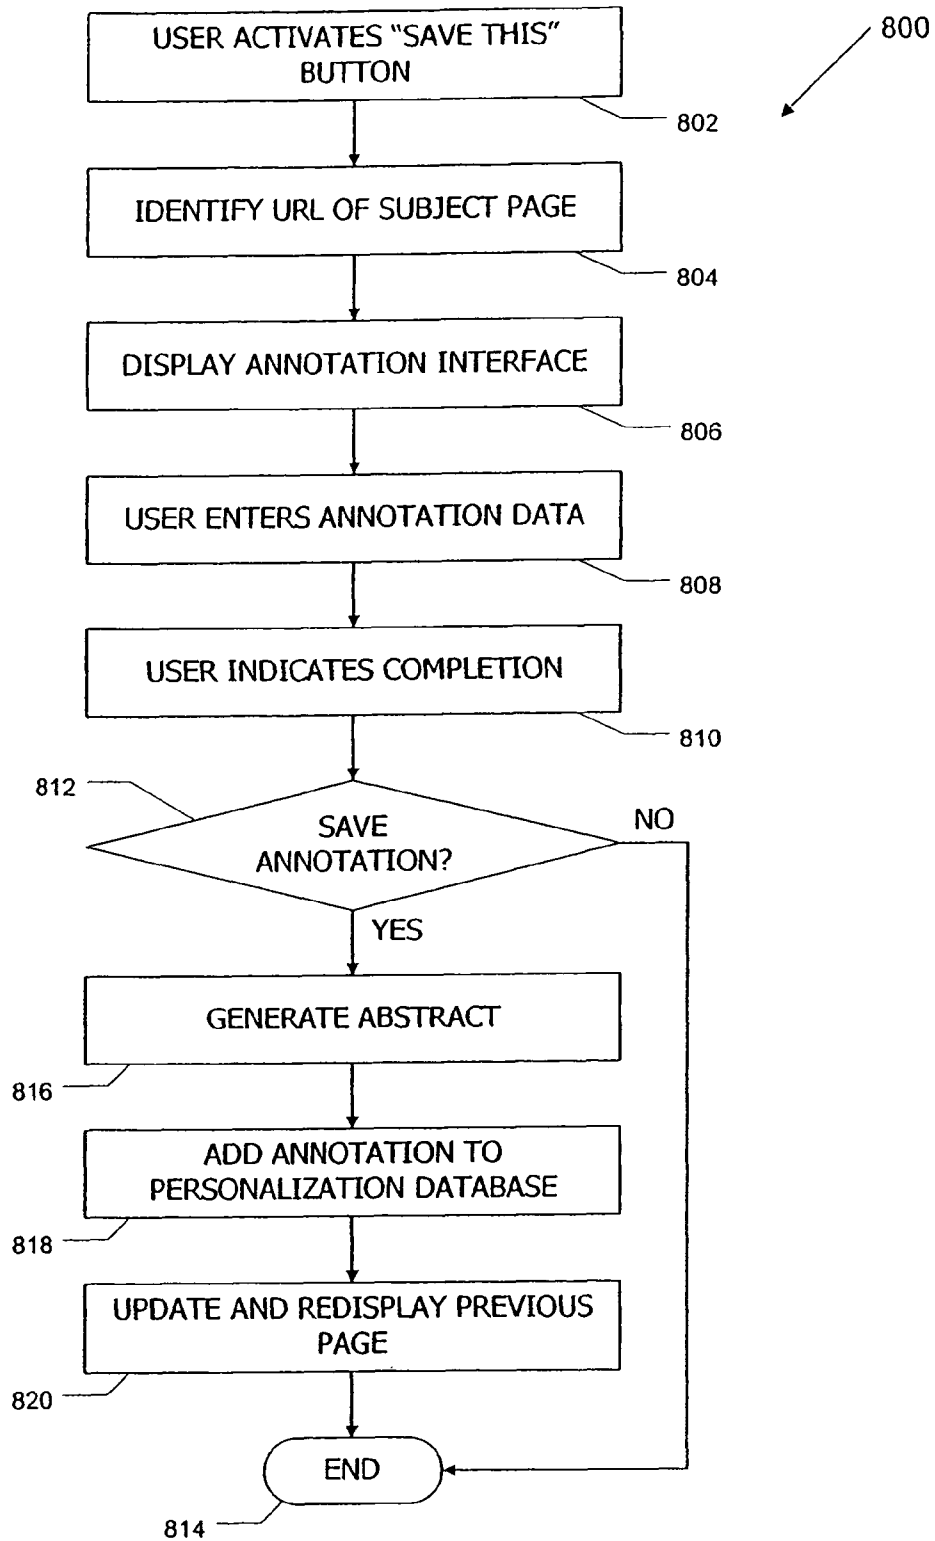 800
USER ACTIVATES “SAVE THIS”
BUTTON
802
IDENTIFY URL OF SUBJECT PAGE
804
DISPLAY ANNOTATION INTERFACE
806
USER ENTERS ANNOTATION DATA
808
USER INDICATES COMPLETION
810
812
SAVE
ANNOTATION?
NO
YES
GENERATE ABSTRACT
816
ADD ANNOTATION TO
PERSONALIZATION DATABASE
818
UPDATE AND REDISPLAY PREVIOUS
PAGE
820
END
814